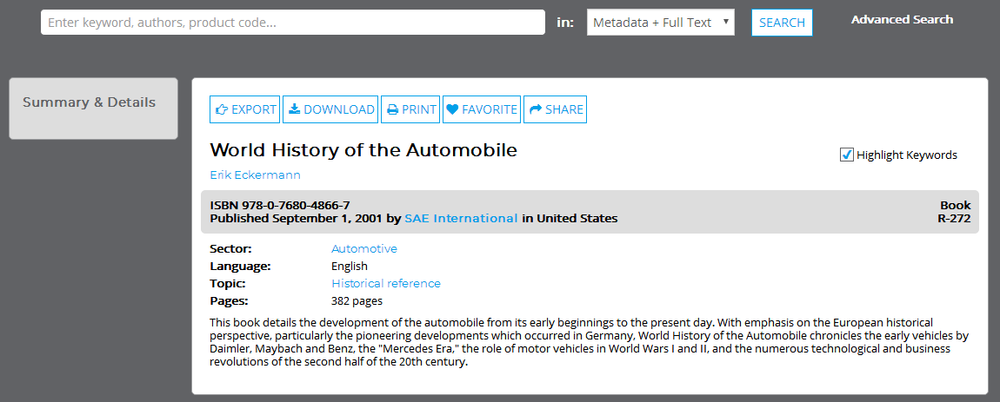 Enter keyword, authors, product code...
in:
Metadata + Full Text
SEARCH
Advanced Search
Summary & Details
EXPORT
DOWNLOAD
PRINT
FAVORITE
SHARE
World History of the Automobile
Highlight Keywords
Erik Eckermann
ISBN 978-0-7680-4866-7
Book
Published September 1, 2001 by SAE International in United States
R-272
Sector: Automotive
Language: English
Topic: Historical reference
Pages: 382 pages
This book details the development of the automobile from its early beginnings to the present day. With emphasis on the European historical
perspective, particularly the pioneering developments which occurred in Germany, World History of the Automobile chronicles the early vehicles by
Daimler, Maybach and Benz, the "Mercedes Era," the role of motor vehicles in World Wars I and II, and the numerous technological and business
revolutions of the second half of the 20th century.